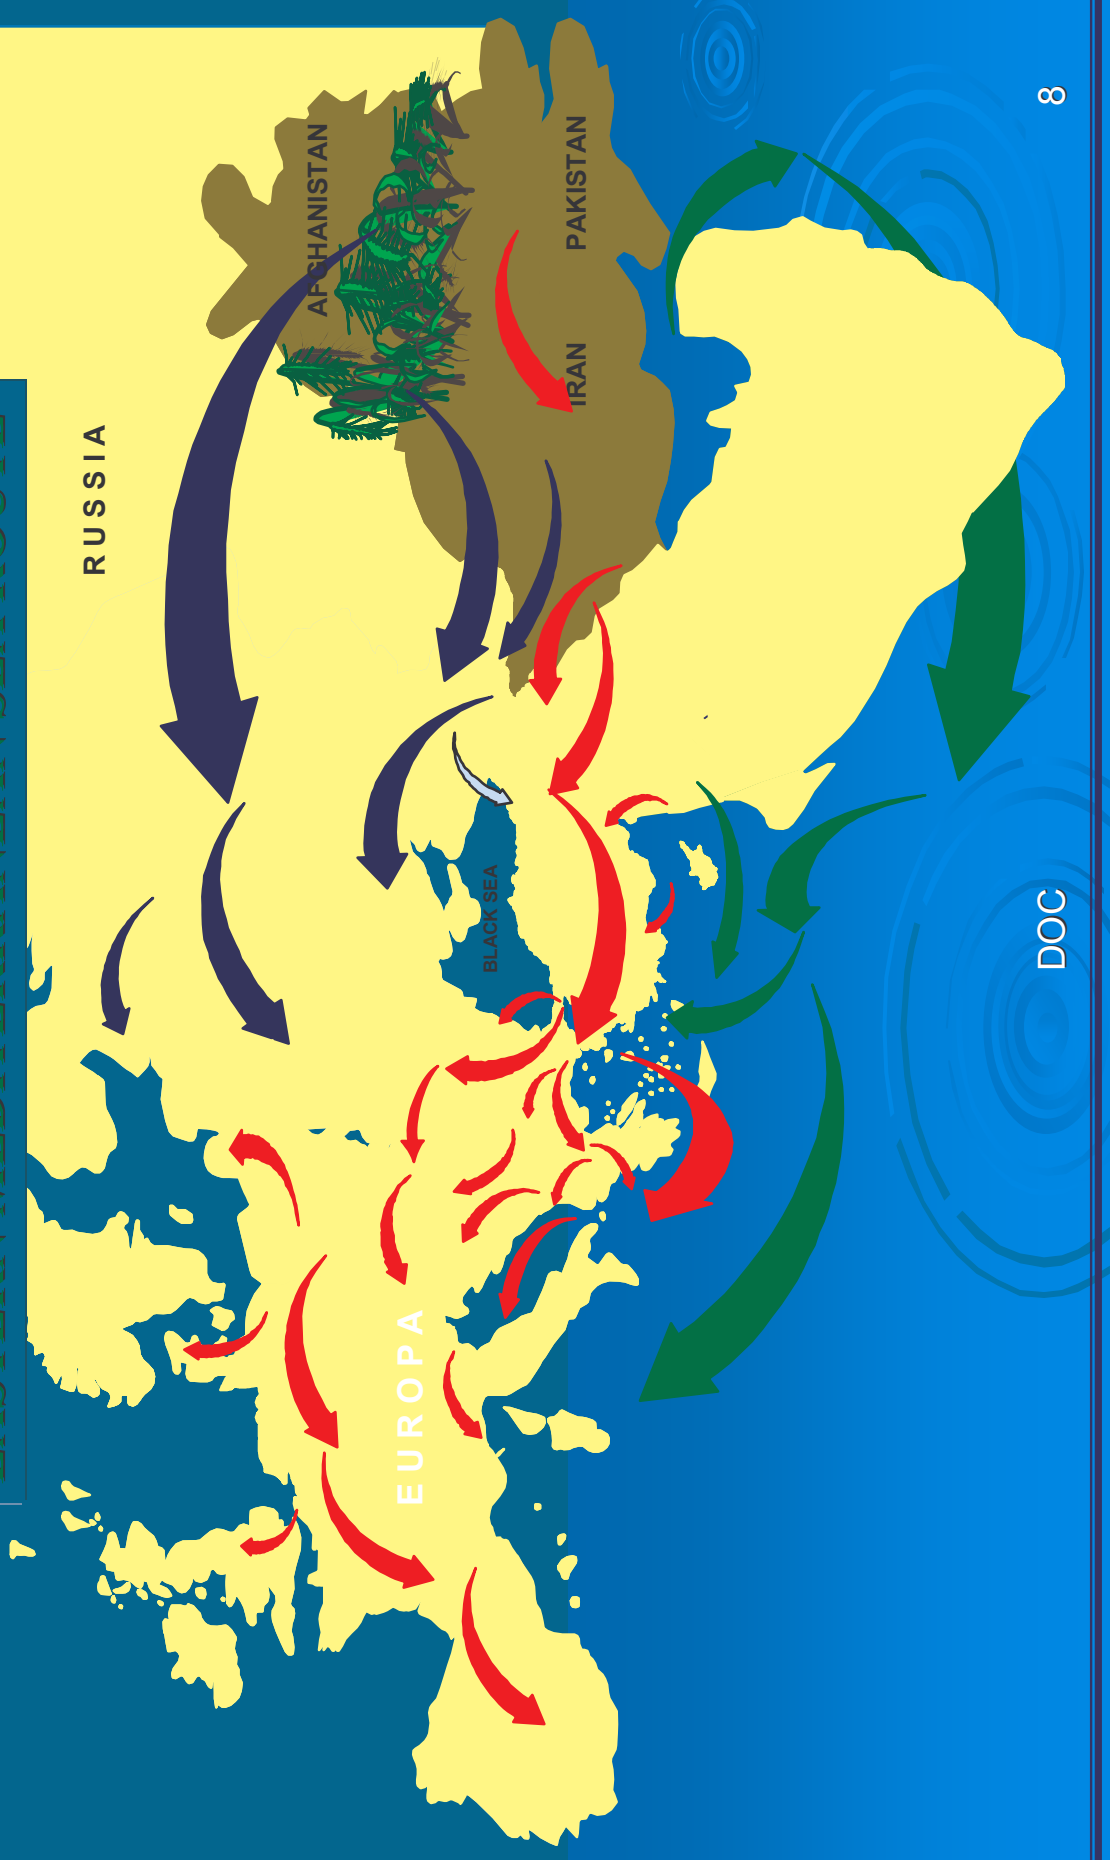 RUSSIA
AFGHANISTAN
PAKISTAN
IRAN
BLACK SEA
EUROPA
DOC
8